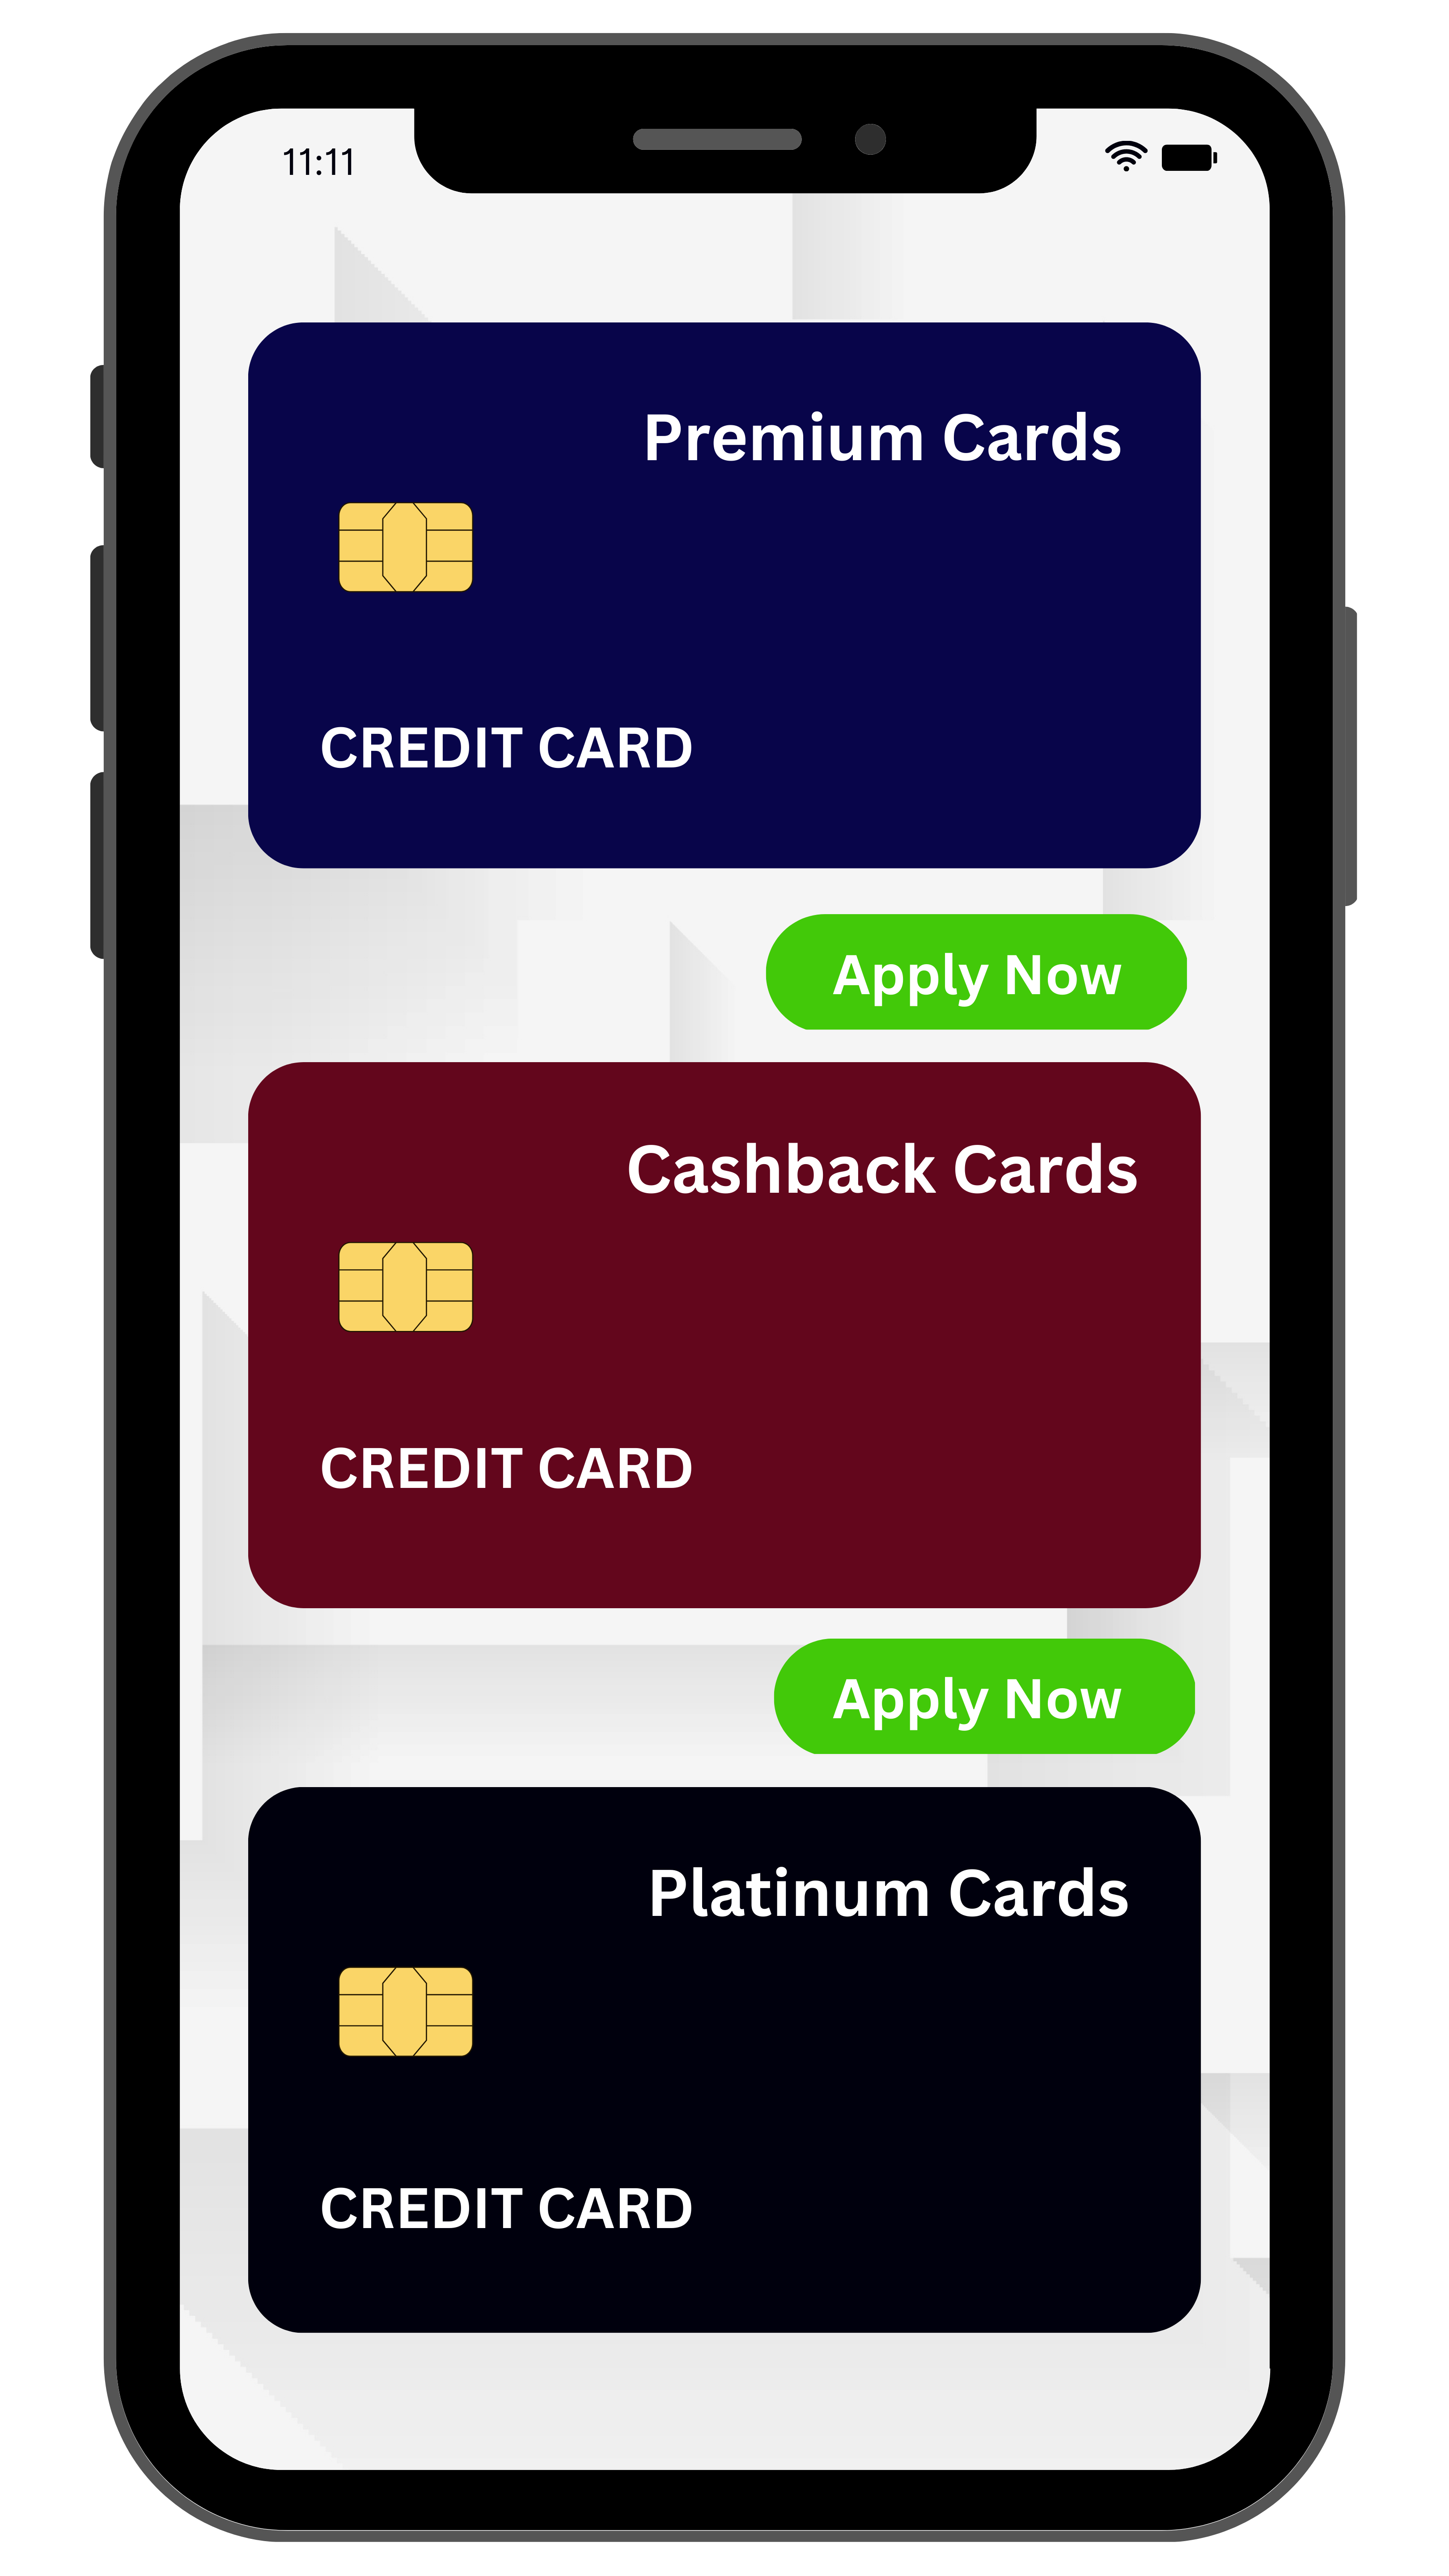 11:11
Premium Cards
CREDIT CARD
Apply Now
Cashback Cards
CREDIT CARD
Apply Now
Platinum Cards
CREDIT CARD